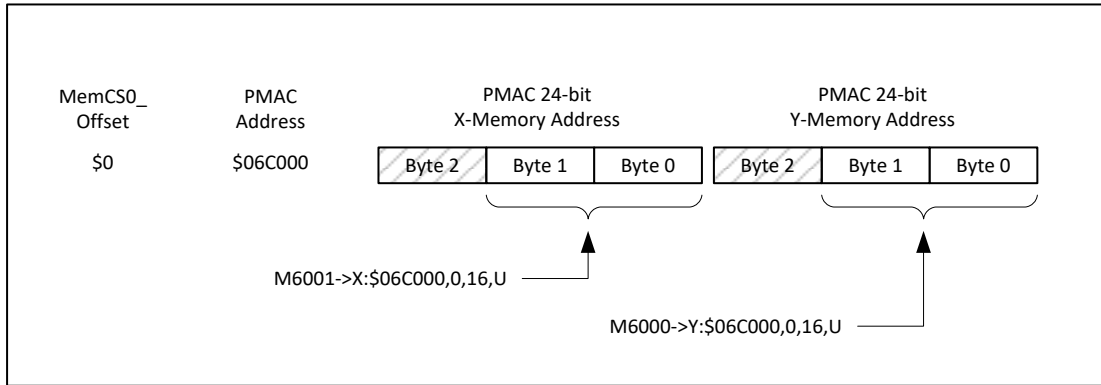 MemCS0_
Offset
PMAC
Address
PMAC 24-bit
X-Memory Address
PMAC 24-bit
Y-Memory Address
$0
$06C000
Byte 2
Byte 1
Byte 0
Byte 2
Byte 1
Byte 0
M6001->X:$06C000,0,16,U
M6000->Y:$06C000,0,16,U